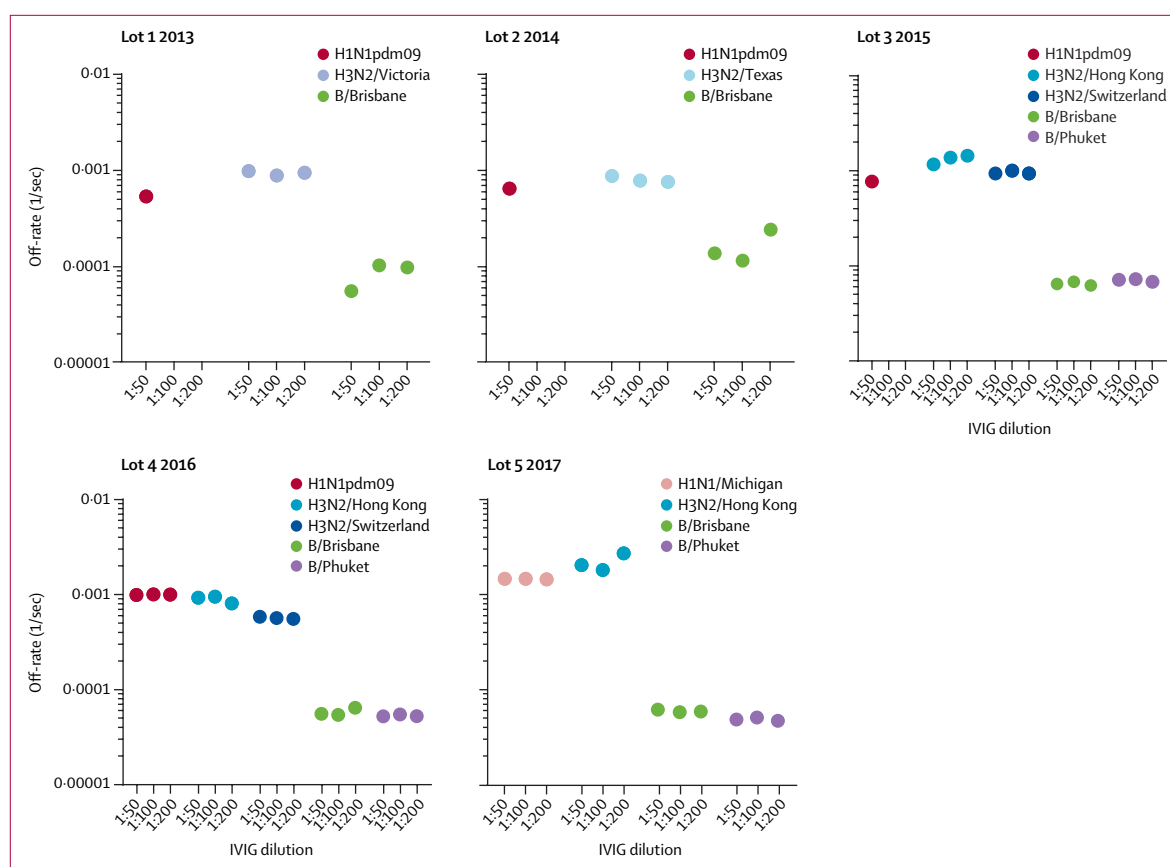 Lot 1 2013
H1N1pdm09
H3N2/Victoria
B/Brisbane
0·01
0·001
0·0001
0·00001
Off-rate (1/sec)
1:50
1:100
1:200
1:50
1:100
1:200
1:50
1:100
1:200
Lot 2 2014
H1N1pdm09
H3N2/Texas
B/Brisbane
1:50
1:100
1:200
1:50
1:100
1:200
1:50
1:100
1:200
Lot 3 2015
H1N1pdm09
H3N2/Hong Kong
H3N2/Switzerland
B/Brisbane
B/Phuket
1:50
1:100
1:200
1:50
1:100
1:200
1:50
1:100
1:200
1:50
1:100
1:200
1:50
1:100
1:200
IVIG dilution
Lot 4 2016
H1N1pdm09
H3N2/Hong Kong
H3N2/Switzerland
B/Brisbane
B/Phuket
0·01
0·001
0·0001
0·00001
Off-rate (1/sec)
1:50
1:100
1:200
1:50
1:100
1:200
1:50
1:100
1:200
1:50
1:100
1:200
1:50
1:100
1:200
IVIG dilution
Lot 5 2017
H1N1/Michigan
H3N2/Hong Kong
B/Brisbane
B/Phuket
1:50
1:100
1:200
1:50
1:100
1:200
1:50
1:100
1:200
1:50
1:100
1:200
IVIG dilution